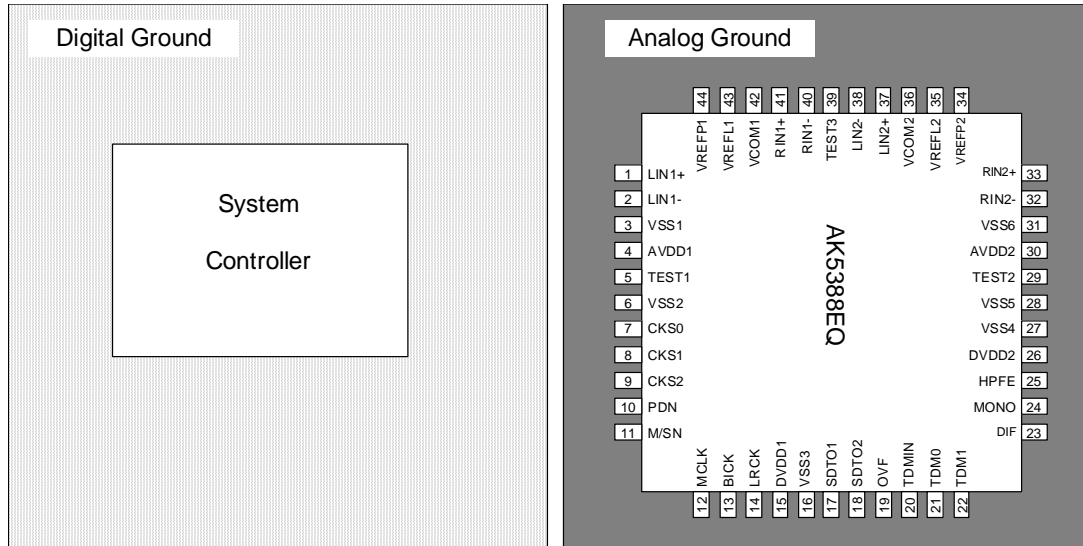 Digital Ground
System
Controller
Analog Ground
44 43 42 41 40 39 38 37 36 35 34
VREFP1 VREFL1 VCOM1 RIN1+ RIN1- TEST3 LIN2- LIN2+ VCOM2 VREFL2 VREFP2
1 LIN1+
2 LIN1-
3 VSS1
4 AVDD1
5 TEST1
6 VSS2
7 CKS0
8 CKS1
9 CKS2
10 PDN
11 M/SN
AK5388EQ
RIN2+ 33
RIN2- 32
VSS6 31
AVDD2 30
TEST2 29
VSS5 28
VSS4 27
DVDD2 26
HPFE 25
MONO 24
DIF 23
MCLK BICK LRCK DVDD1 VSS3 SDTO1 SDTO2 OVF TDMIN TDM0 TDM1
12 13 14 15 16 17 18 19 20 21 22